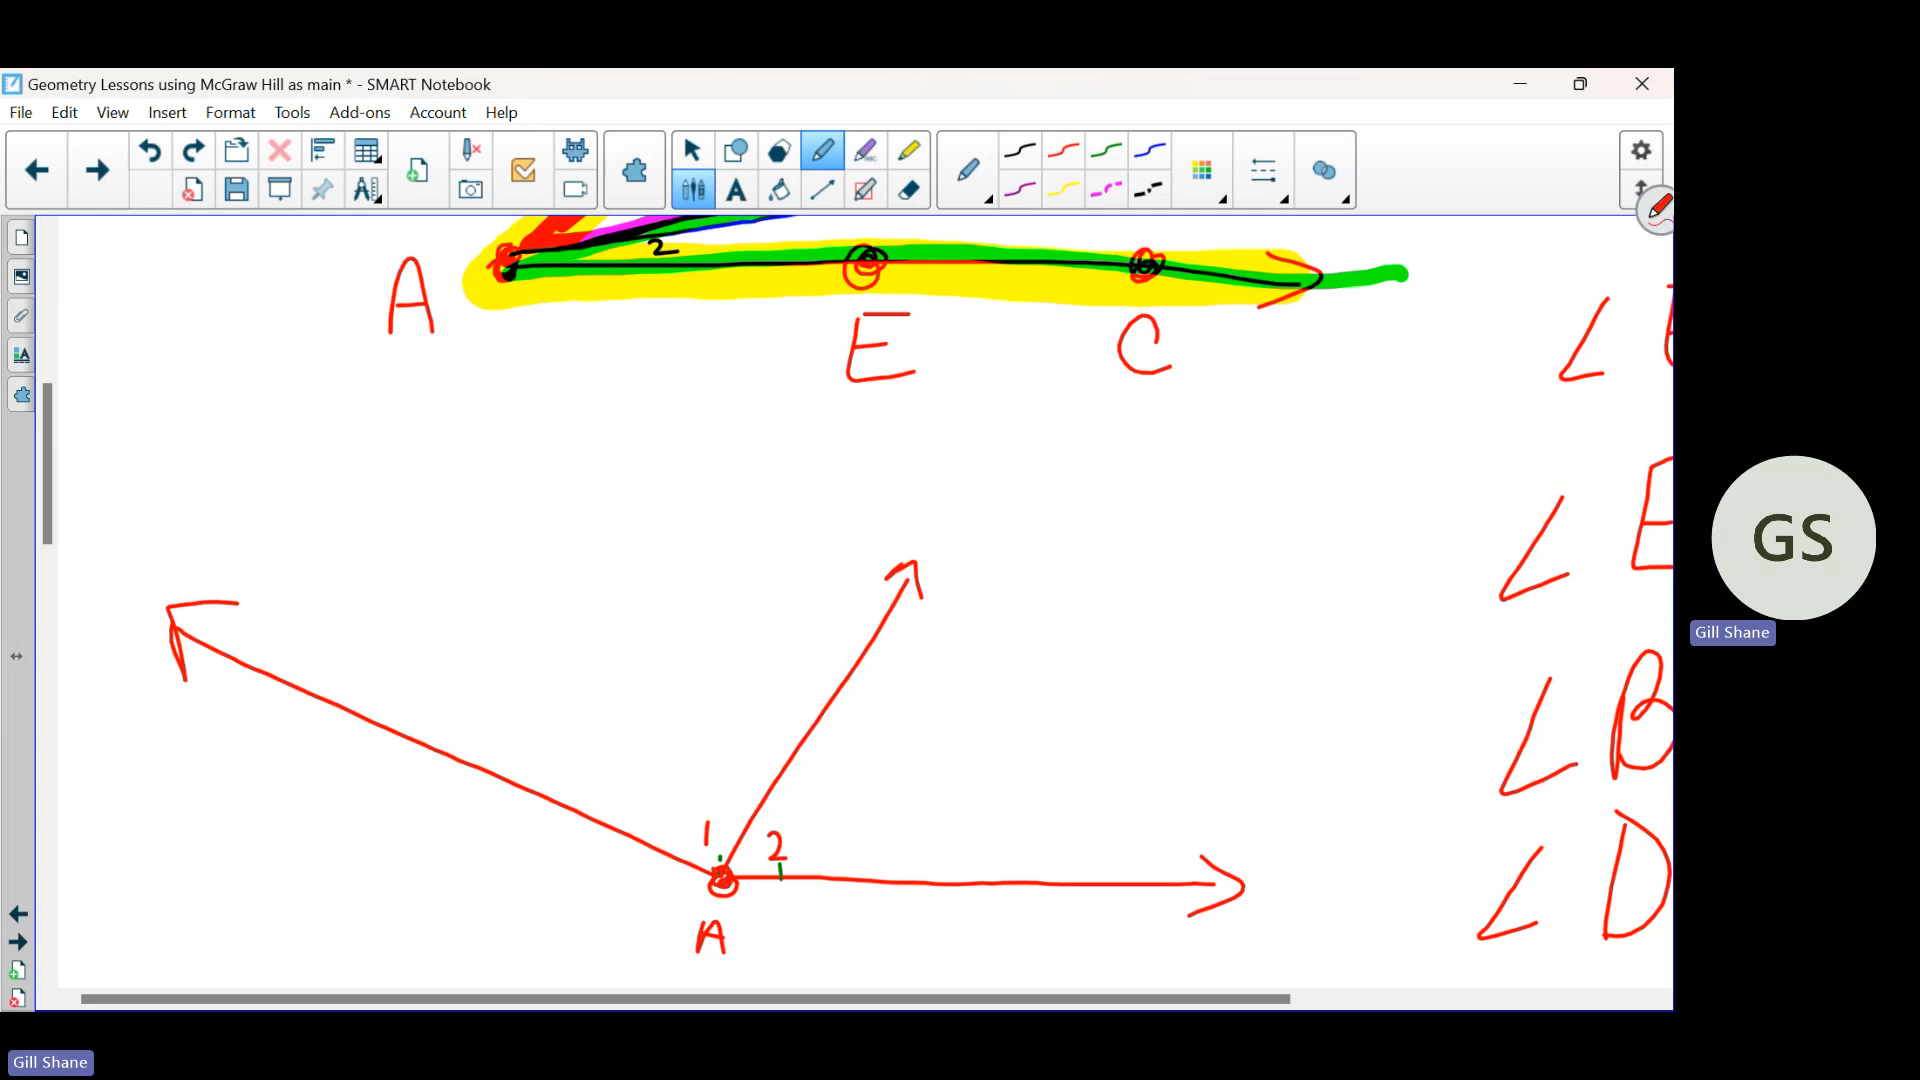 Geometry Lessons using McGraw Hill as main * - SMART Notebook
File Edit View Insert Format Tools Add-ons Account Help
A
2
A
E
C
∠
∠ E
∠ B
∠ D
1
2
A
GS
Gill Shane
Gill Shane